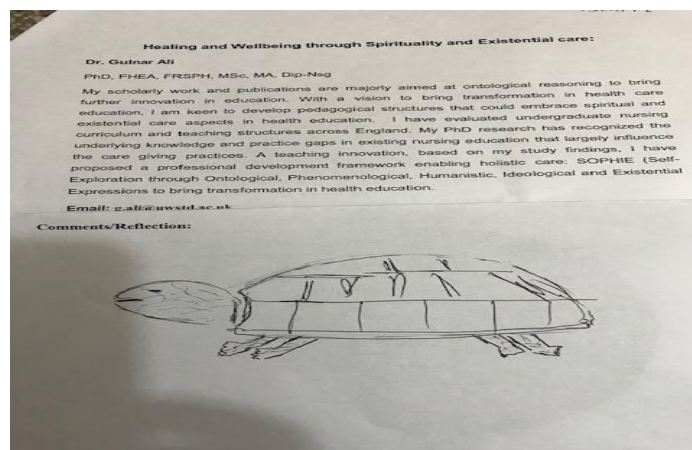 Healing and Wellbeing through Spirituality and Existential care:
Dr. Gulnar Ali
PhD, FHEA, FRSPH, MSc, MA, Dip-Nsg
My scholarly work and publications are majorly aimed at ontological reasoning to bring
further innovation in education. With a vision to bring transformation in health care
education, I am keen to develop pedagogical structures that could embrace spiritual and
existential care aspects in health education. I have evaluated undergraduate nursing
curriculum and teaching structures across England. My PhD research has recognized the
underlying knowledge and practice gaps in existing nursing education that largely influence
the care giving practices. A teaching innovation, based on my study findings, I have
proposed a professional development framework enabling holistic care: SOPHIE (Self-
Exploration through Ontological, Phenomenological, Humanistic, Ideological and Existential
Expressions to bring transformation in health education.
Email: g.ali@uwstd.ac.uk
Comments/Reflection: